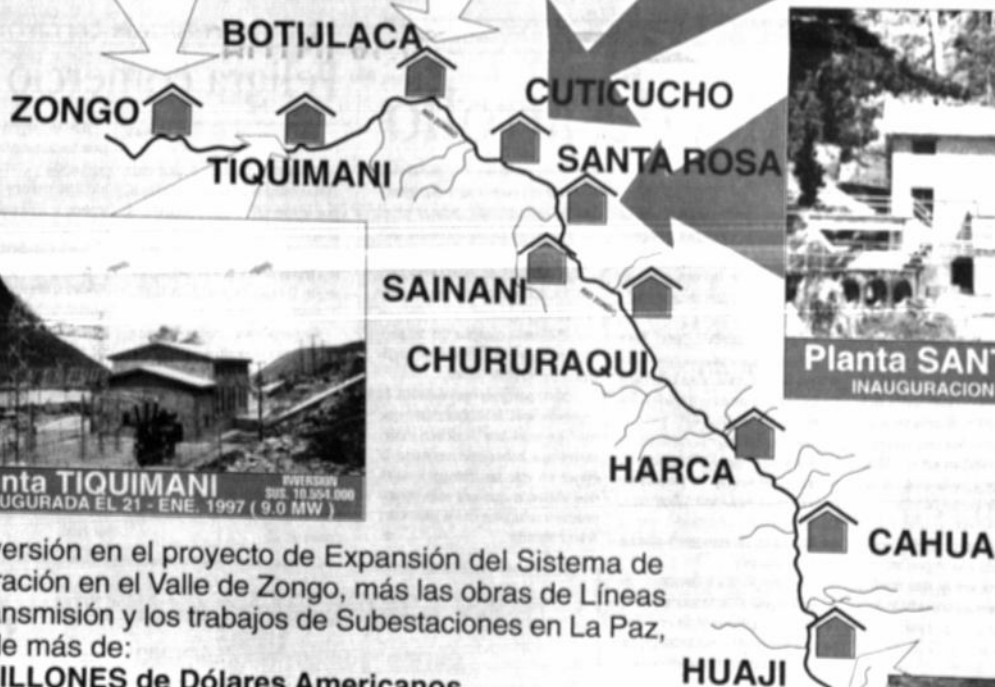 BOTIJLACA
CUTICUCHO
ZONGO
SANTA ROSA
TIQUIMANI
SAINANI
CHURURAQUI
Planta SANT
INAUGURACION
HARCA
nta TIQUIMANI
INVERSION
$US. 10.554.000
UGURADA EL 21 - ENE. 1997 ( 9.0 MW )
CAHUA
versión en el proyecto de Expansión del Sistema de
ración en el Valle de Zongo, más las obras de Líneas
ansmisión y los trabajos de Subestaciones en La Paz,
de más de:
ILLONES de Dólares Americanos
HUAJI